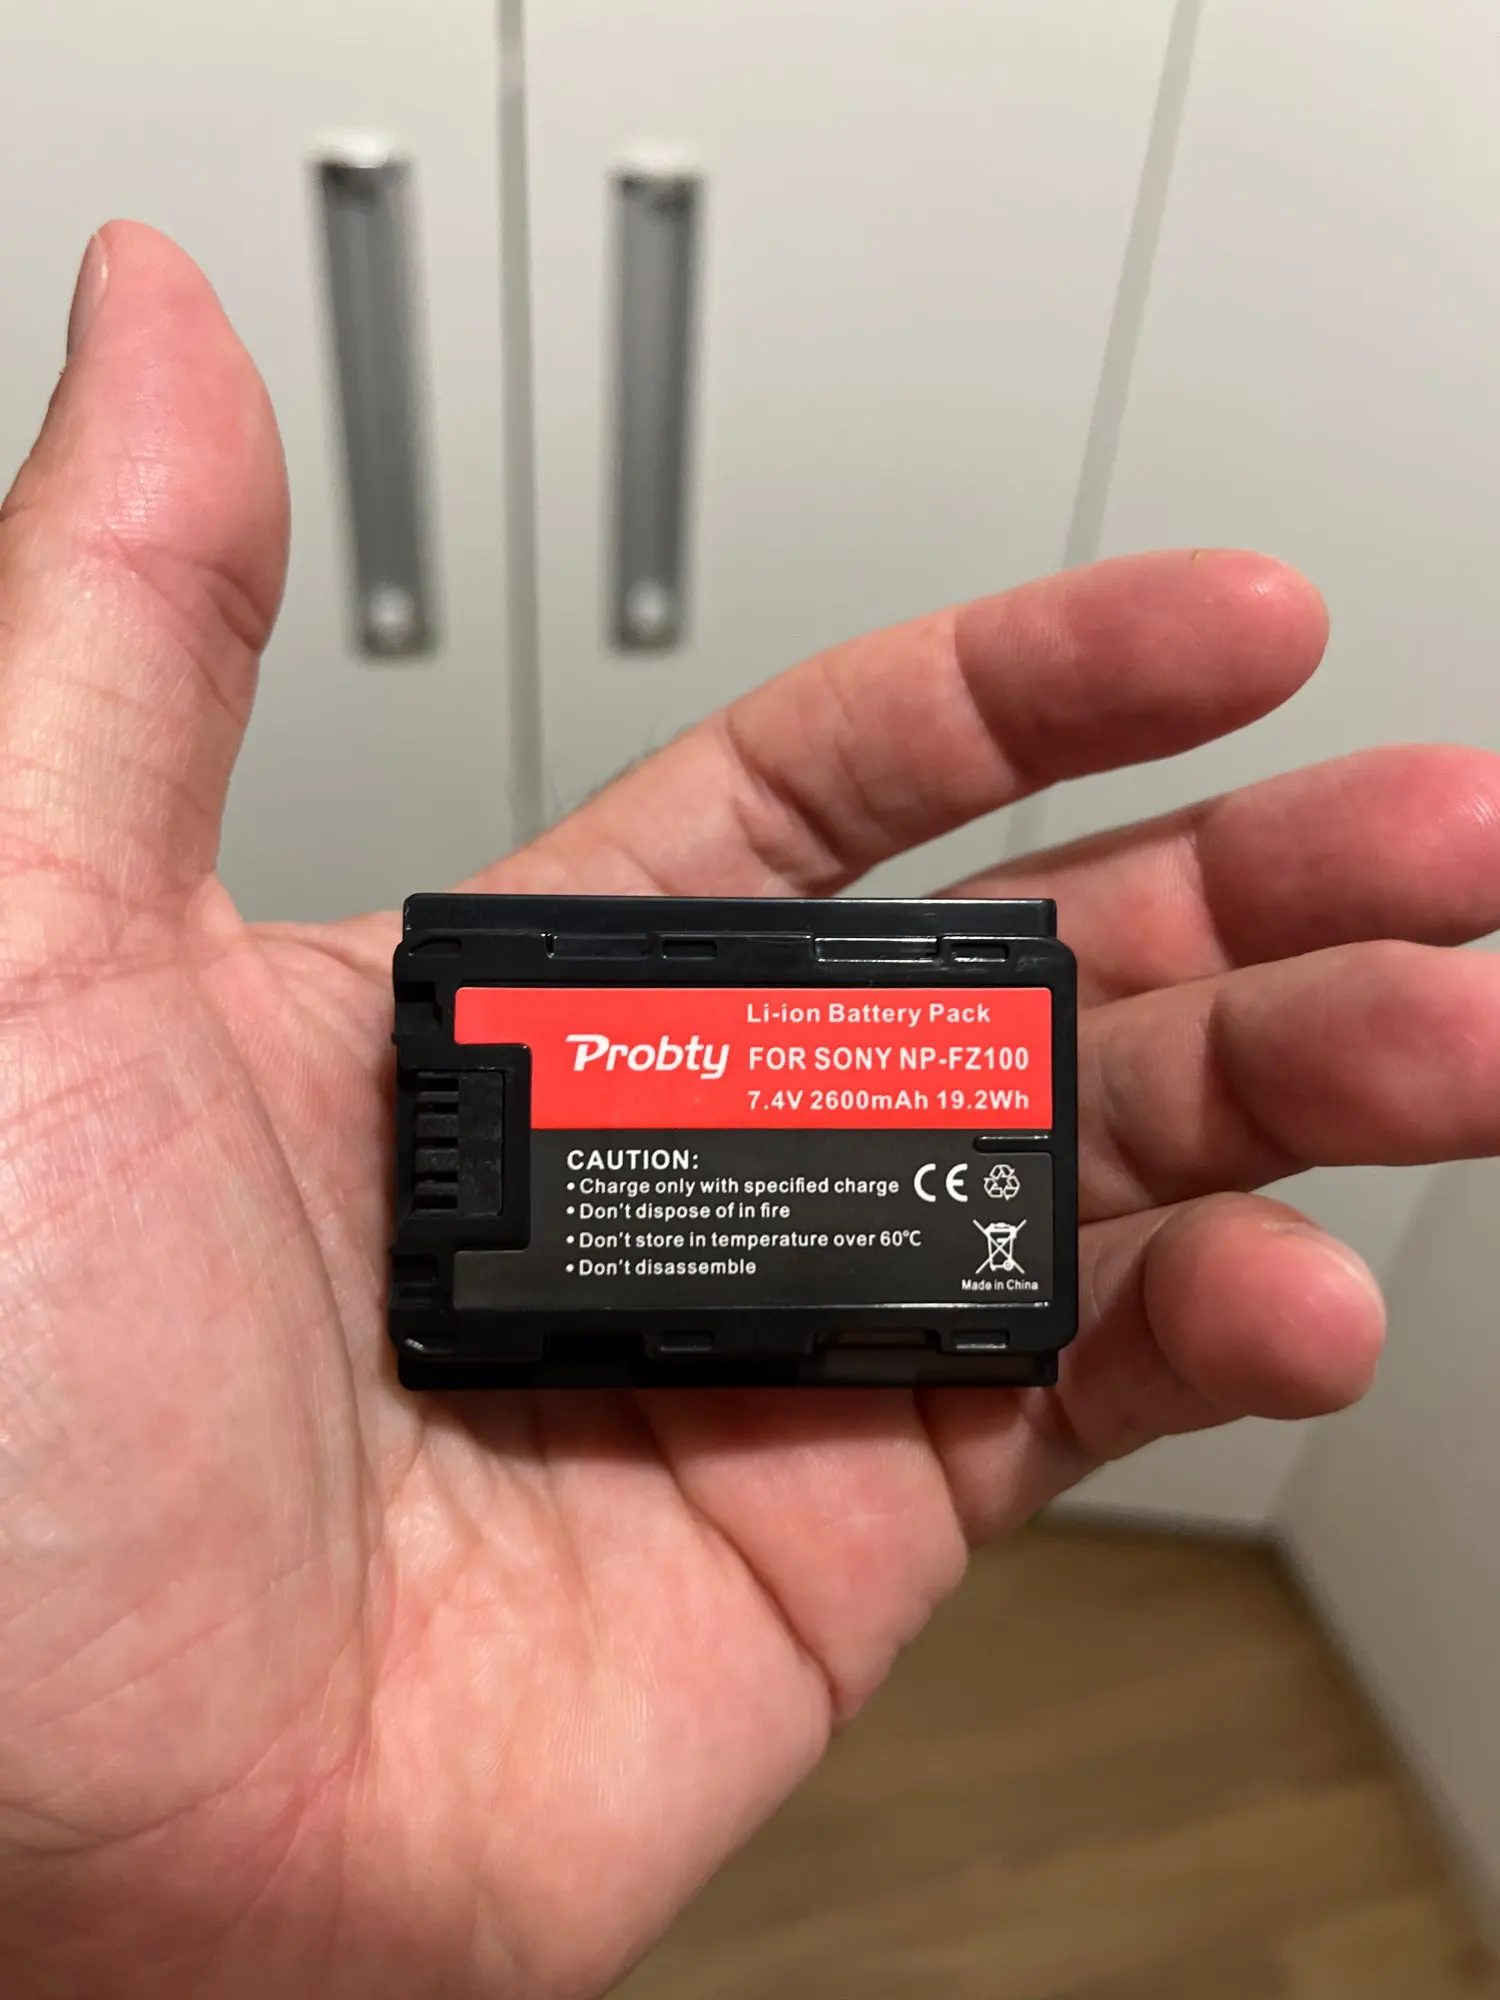 Li-ion Battery Pack
Probty FOR SONY NP-FZ100
7.4V 2600mAh 19.2Wh
CAUTION:
• Charge only with specified charge
• Don't dispose of in fire
• Don't store in temperature over 60℃
• Don't disassemble
CE
Made in China